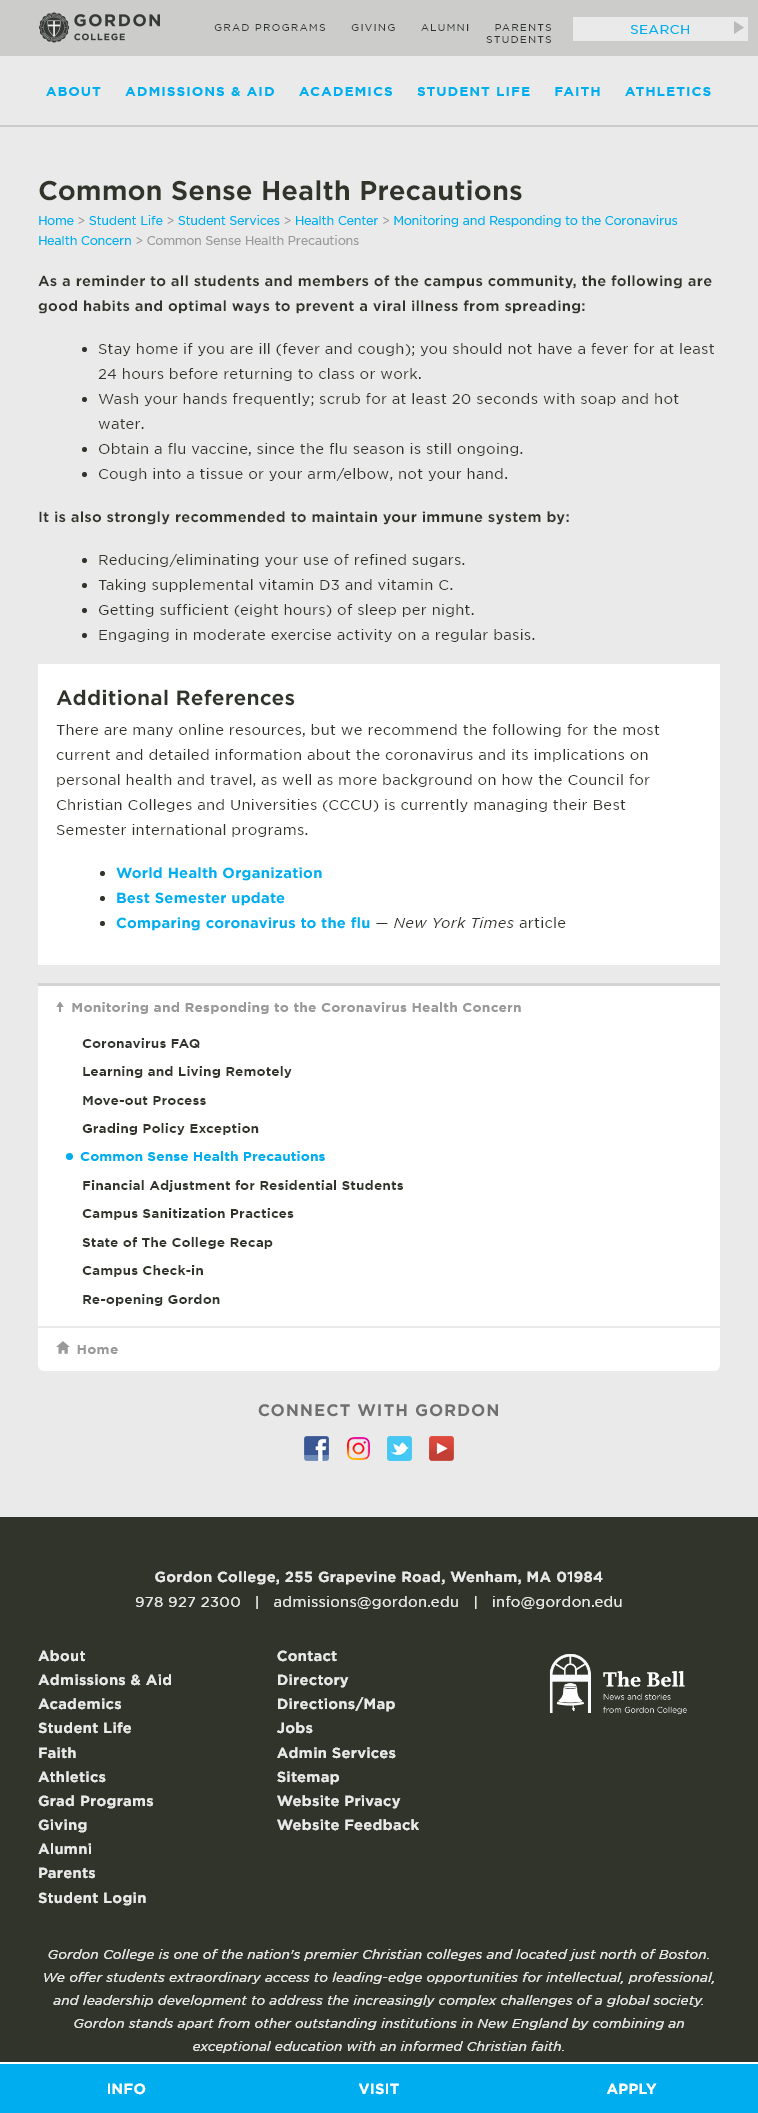 GORDON
COLLEGE
GRAD PROGRAMS GIVING ALUMNI PARENTS
STUDENTS
SEARCH
ABOUT ADMISSIONS & AID ACADEMICS STUDENT LIFE FAITH ATHLETICS
Common Sense Health Precautions
Home > Student Life > Student Services > Health Center > Monitoring and Responding to the Coronavirus
Health Concern > Common Sense Health Precautions
As a reminder to all students and members of the campus community, the following are
good habits and optimal ways to prevent a viral illness from spreading:
• Stay home if you are ill (fever and cough); you should not have a fever for at least
24 hours before returning to class or work.
• Wash your hands frequently; scrub for at least 20 seconds with soap and hot
water.
• Obtain a flu vaccine, since the flu season is still ongoing.
• Cough into a tissue or your arm/elbow, not your hand.
It is also strongly recommended to maintain your immune system by:
• Reducing/eliminating your use of refined sugars.
• Taking supplemental vitamin D3 and vitamin C.
• Getting sufficient (eight hours) of sleep per night.
• Engaging in moderate exercise activity on a regular basis.
Additional References
There are many online resources, but we recommend the following for the most
current and detailed information about the coronavirus and its implications on
personal health and travel, as well as more background on how the Council for
Christian Colleges and Universities (CCCU) is currently managing their Best
Semester international programs.
• World Health Organization
• Best Semester update
• Comparing coronavirus to the flu — New York Times article
Monitoring and Responding to the Coronavirus Health Concern
Coronavirus FAQ
Learning and Living Remotely
Move-out Process
Grading Policy Exception
• Common Sense Health Precautions
Financial Adjustment for Residential Students
Campus Sanitization Practices
State of The College Recap
Campus Check-in
Re-opening Gordon
Home
CONNECT WITH GORDON
Gordon College, 255 Grapevine Road, Wenham, MA 01984
978 927 2300 | admissions@gordon.edu | info@gordon.edu
About
Admissions & Aid
Academics
Student Life
Faith
Athletics
Grad Programs
Giving
Alumni
Parents
Student Login
Contact
Directory
Directions/Map
Jobs
Admin Services
Sitemap
Website Privacy
Website Feedback
The Bell
News and stories
from Gordon College
Gordon College is one of the nation's premier Christian colleges and located just north of Boston.
We offer students extraordinary access to leading-edge opportunities for intellectual, professional,
and leadership development to address the increasingly complex challenges of a global society.
Gordon stands apart from other outstanding institutions in New England by combining an
exceptional education with an informed Christian faith.
INFO VISIT APPLY